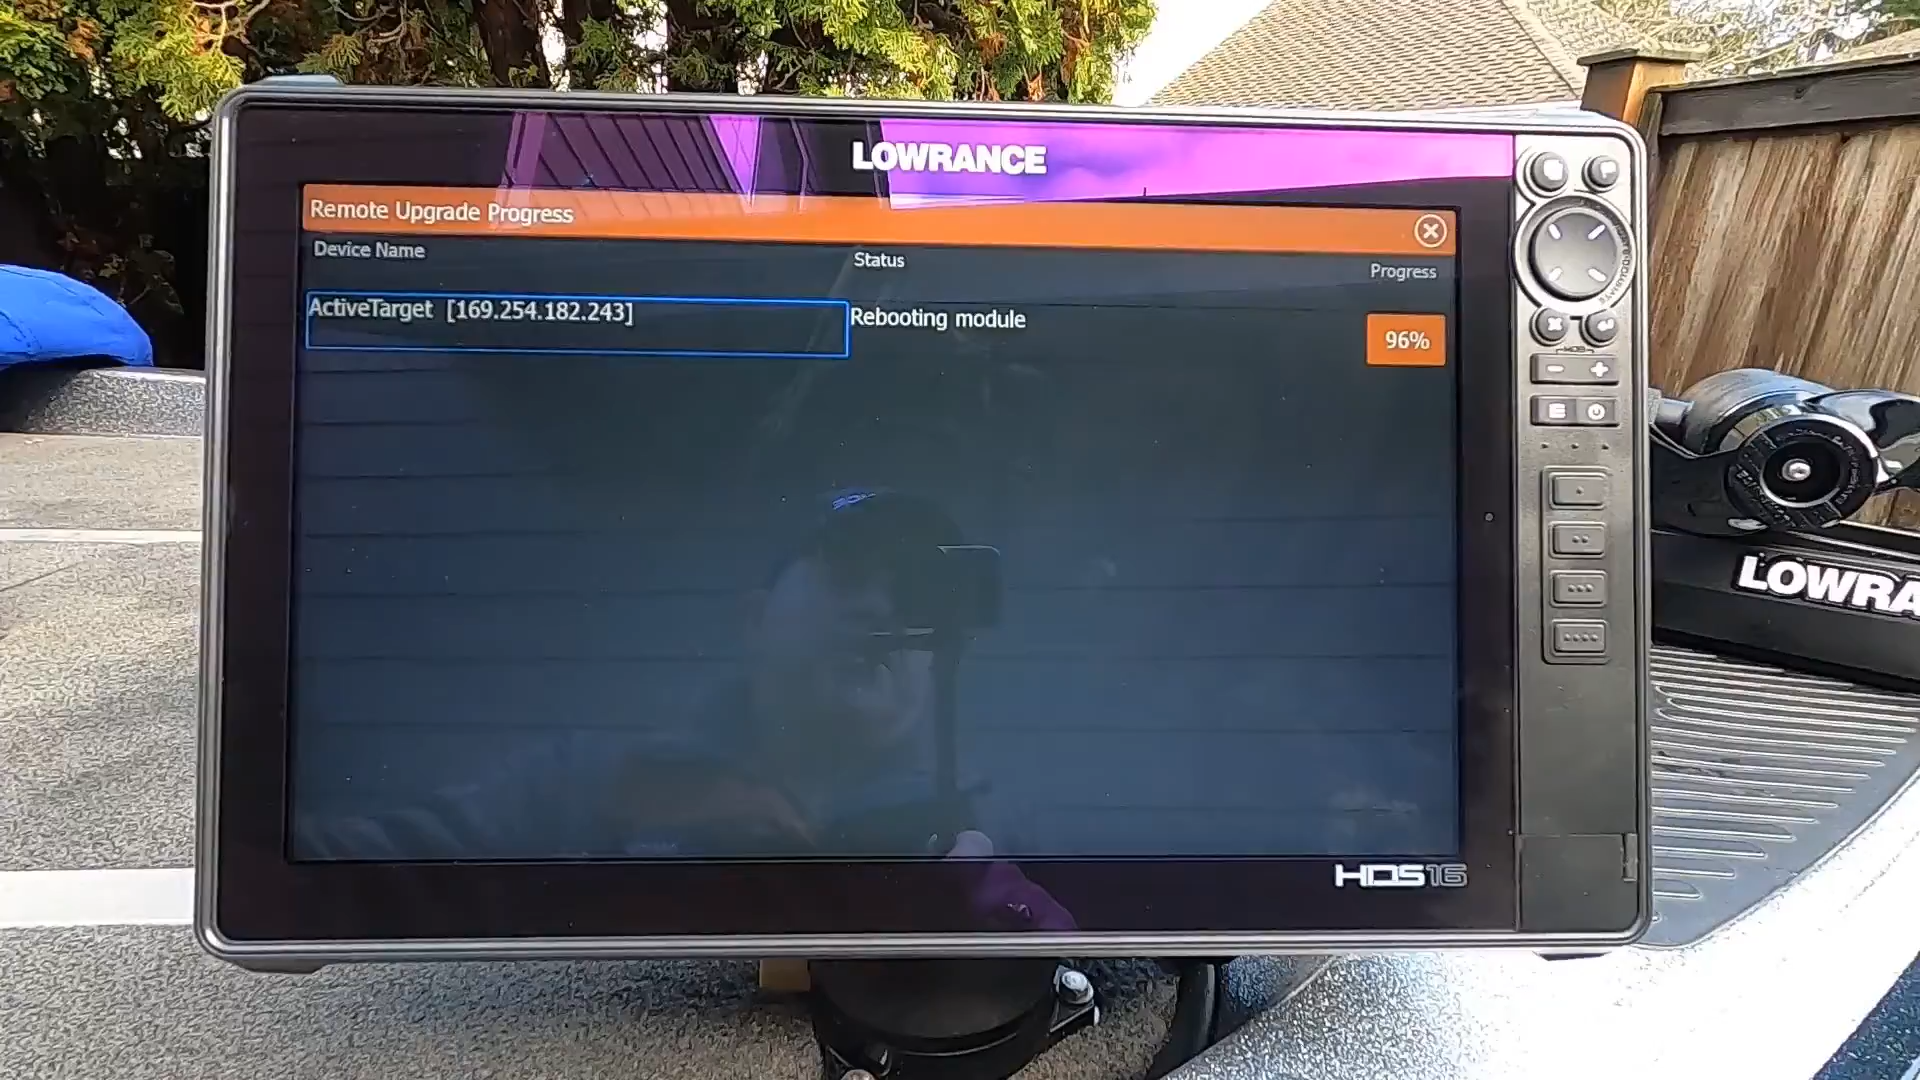 LOWRANCE
Remote Upgrade Progress
Device Name Status Progress
ActiveTarget [169.254.182.243] Rebooting module 96%
HDS16
LOWRA